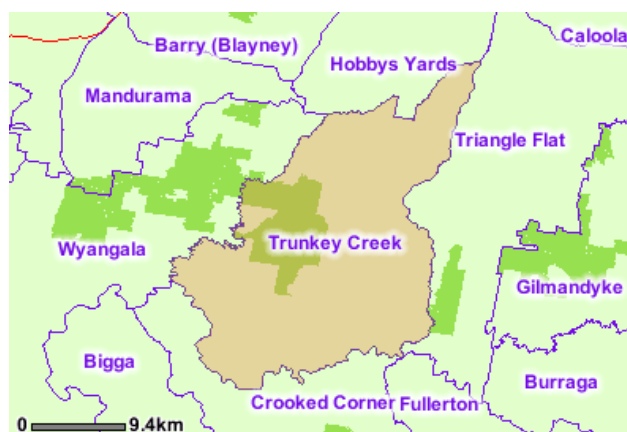 Barry (Blayney)
Caloola
Hobbys Yards
Mandurama
Triangle Flat
Wyangala
Trunkey Creek
Gilmandyke
Bigga
Burraga
Crooked Corner
Fullerton
0
9.4km